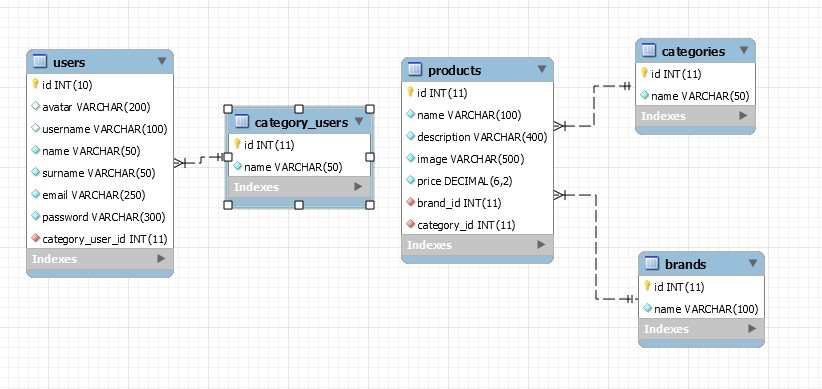 users
id INT(10)
avatar VARCHAR(200)
username VARCHAR(100)
name VARCHAR(50)
surname VARCHAR(50)
email VARCHAR(250)
password VARCHAR(300)
category_user_id INT(11)
Indexes
category_users
id INT(11)
name VARCHAR(50)
Indexes
products
id INT(11)
name VARCHAR(100)
description VARCHAR(400)
image VARCHAR(500)
price DECIMAL(6,2)
brand_id INT(11)
category_id INT(11)
Indexes
categories
id INT(11)
name VARCHAR(50)
Indexes
brands
id INT(11)
name VARCHAR(100)
Indexes